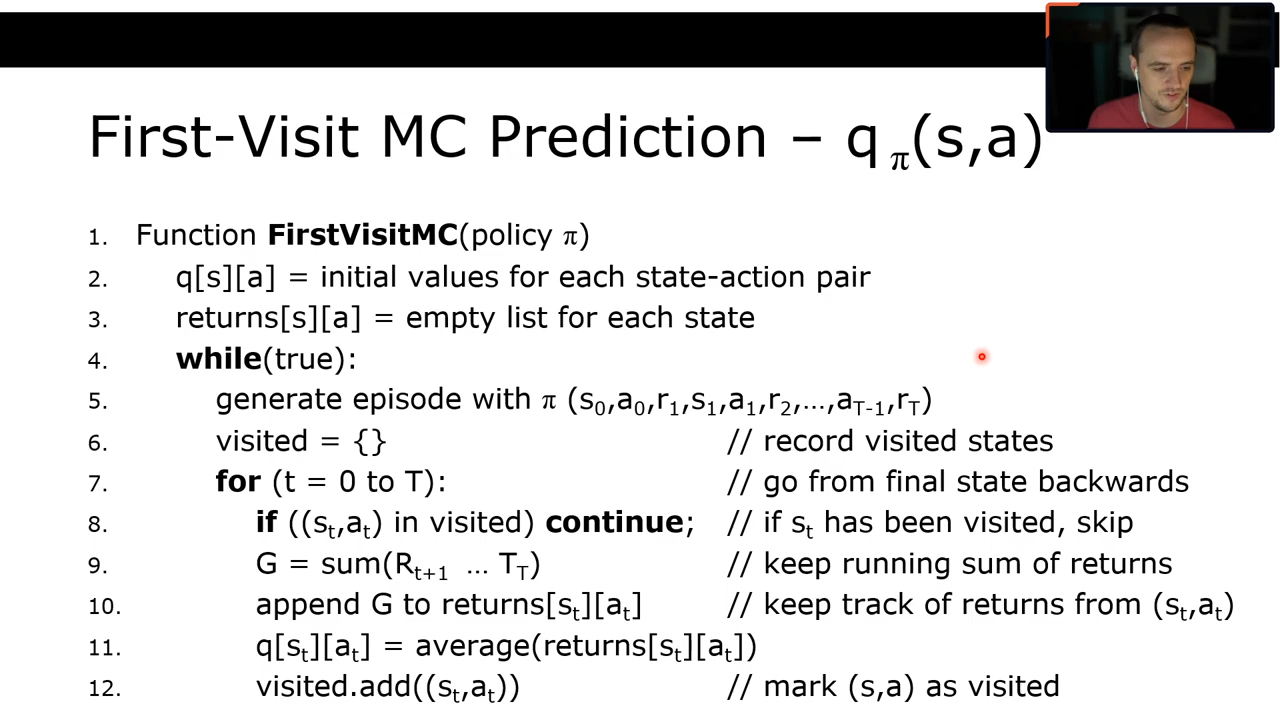 First-Visit MC Prediction – q π(s,a)
1. Function FirstVisitMC(policy π)
2. q[s][a] = initial values for each state-action pair
3. returns[s][a] = empty list for each state
4. while(true):
5. generate episode with π (s0,a0,r1,s1,a1,r2,…,aT-1,rT)
6. visited = {} // record visited states
7. for (t = 0 to T): // go from final state backwards
8. if ((st,at) in visited) continue; // if st has been visited, skip
9. G = sum(Rt+1 … TT) // keep running sum of returns
10. append G to returns[st][at] // keep track of returns from (st,at)
11. q[st][at] = average(returns[st][at])
12. visited.add((st,at)) // mark (s,a) as visited